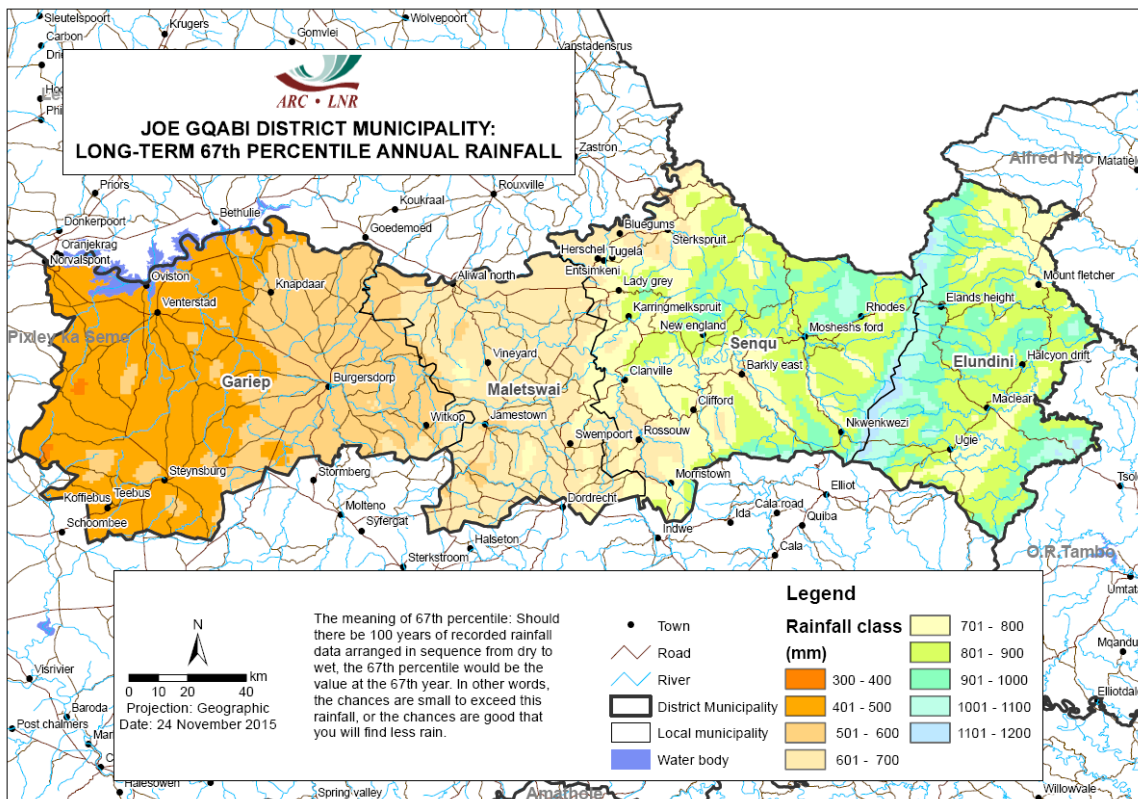 Sleutelspoort
Wolvepoort
Krugers
Carbon
Gomvlei
Vanstadensrus
ARC • LNR
JOE GQABI DISTRICT MUNICIPALITY:
LONG-TERM 67th PERCENTILE ANNUAL RAINFALL
Zastron
Alfred Nzo
Matatiel
Priors
Rouxville
Koukraal
Donkerpoort
Bethulie
Goedemoed
Bluegums
Sterkspruit
Oranjekrag
Norvalspont
Herschel
Tugela
Entsimkeni
Oviston
Aliwal north
Mount fletcher
Knapdaar
Lady grey
Venterstad
Karringmelkspruit
Rhodes
Elands height
New england
Mosheshs ford
Pixley ka Seme
Senqu
Vineyard
Halcyon drift
Elundini
Gariep
Burgersdorp
Maletswai
Clanville
Barkly east
Clifford
Maclear
Witkop
Jamestown
Nkwenkwezi
Swempoort
Rossouw
Ugie
Steynsburg
Stormberg
Morristown
Koffiebus
Teebus
Dordrecht
Elliot
Molteno
Cala road
Schoombee
Syfergat
Ida
Quiba
Indwe
Halseton
Cala
O.R.Tambo
Sterkstroom
Umtata
N
0 5 10 20 30 40
km
Projection: Geographic
Date: 24 November 2015
The meaning of 67th percentile: Should
there be 100 years of recorded rainfall
data arranged in sequence from dry to
wet, the 67th percentile would be the
value at the 67th year. In other words,
the chances are small to exceed this
rainfall, or the chances are good that
you will find less rain.
Legend
Town
Road
River
District Municipality
Local municipality
Water body
Rainfall class
(mm)
300 - 400
401 - 500
501 - 600
601 - 700
701 - 800
801 - 900
901 - 1000
1001 - 1100
1101 - 1200
Visrivier
Baroda
Post chalmers
Halesowen
Spring valley
Amathole
Mqandu
Elliotdale
Willowvale